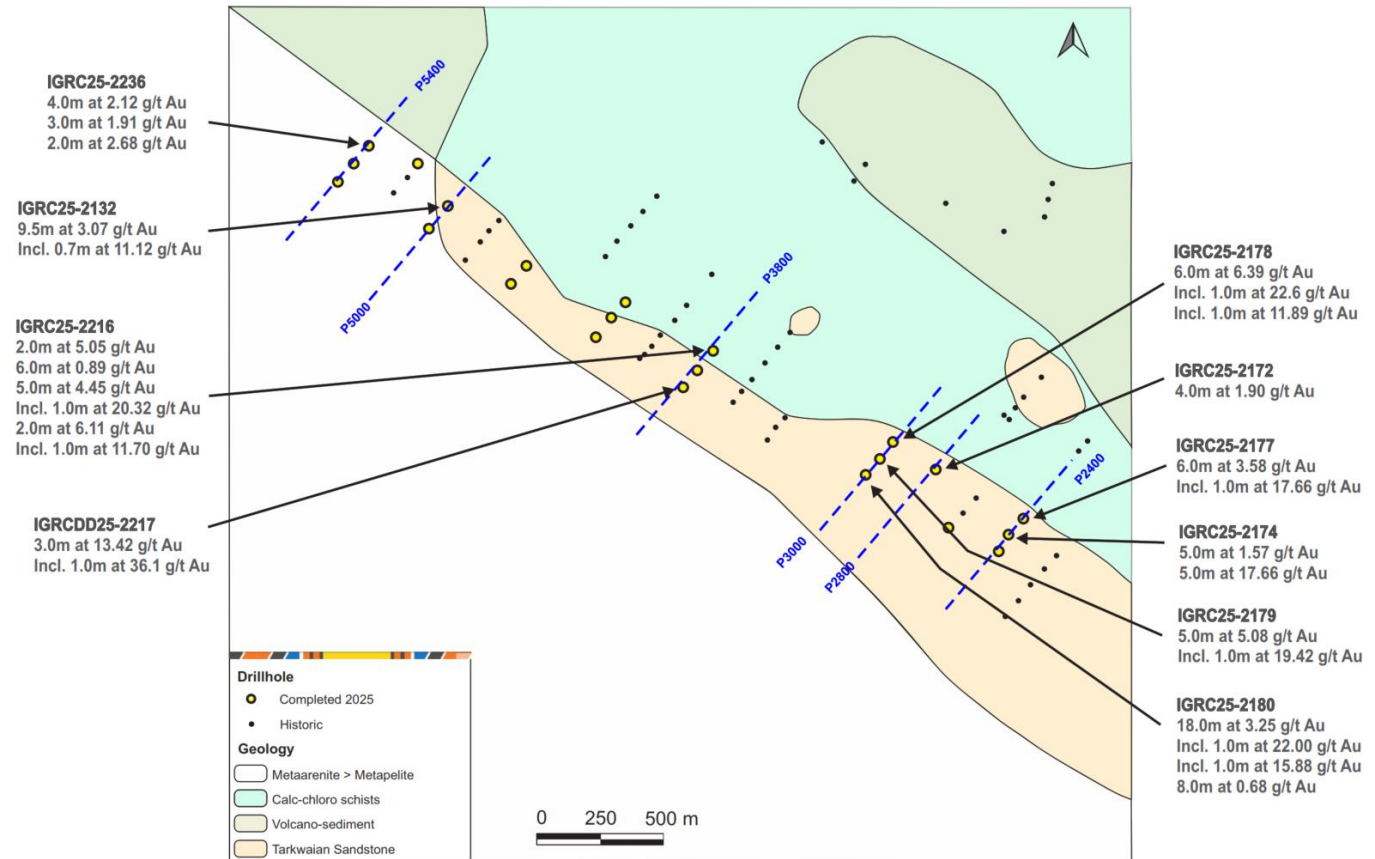 IGRC25-2236
4.0m at 2.12 g/t Au
3.0m at 1.91 g/t Au
2.0m at 2.68 g/t Au
IGRC25-2132
9.5m at 3.07 g/t Au
Incl. 0.7m at 11.12 g/t Au
IGRC25-2216
2.0m at 5.05 g/t Au
6.0m at 0.89 g/t Au
5.0m at 4.45 g/t Au
Incl. 1.0m at 20.32 g/t Au
2.0m at 6.11 g/t Au
Incl. 1.0m at 11.70 g/t Au
IGRCDD25-2217
3.0m at 13.42 g/t Au
Incl. 1.0m at 36.1 g/t Au
P5400
P5000
P3800
P3000
P2800
P2400
IGRC25-2178
6.0m at 6.39 g/t Au
Incl. 1.0m at 22.6 g/t Au
Incl. 1.0m at 11.89 g/t Au
IGRC25-2172
4.0m at 1.90 g/t Au
IGRC25-2177
6.0m at 3.58 g/t Au
Incl. 1.0m at 17.66 g/t Au
IGRC25-2174
5.0m at 1.57 g/t Au
5.0m at 17.66 g/t Au
IGRC25-2179
5.0m at 5.08 g/t Au
Incl. 1.0m at 19.42 g/t Au
IGRC25-2180
18.0m at 3.25 g/t Au
Incl. 1.0m at 22.00 g/t Au
Incl. 1.0m at 15.88 g/t Au
8.0m at 0.68 g/t Au
Drillhole
Completed 2025
Historic
Geology
Metaarenite > Metapelite
Calc-chloro schists
Volcano-sediment
Tarkwaian Sandstone
0 250 500 m